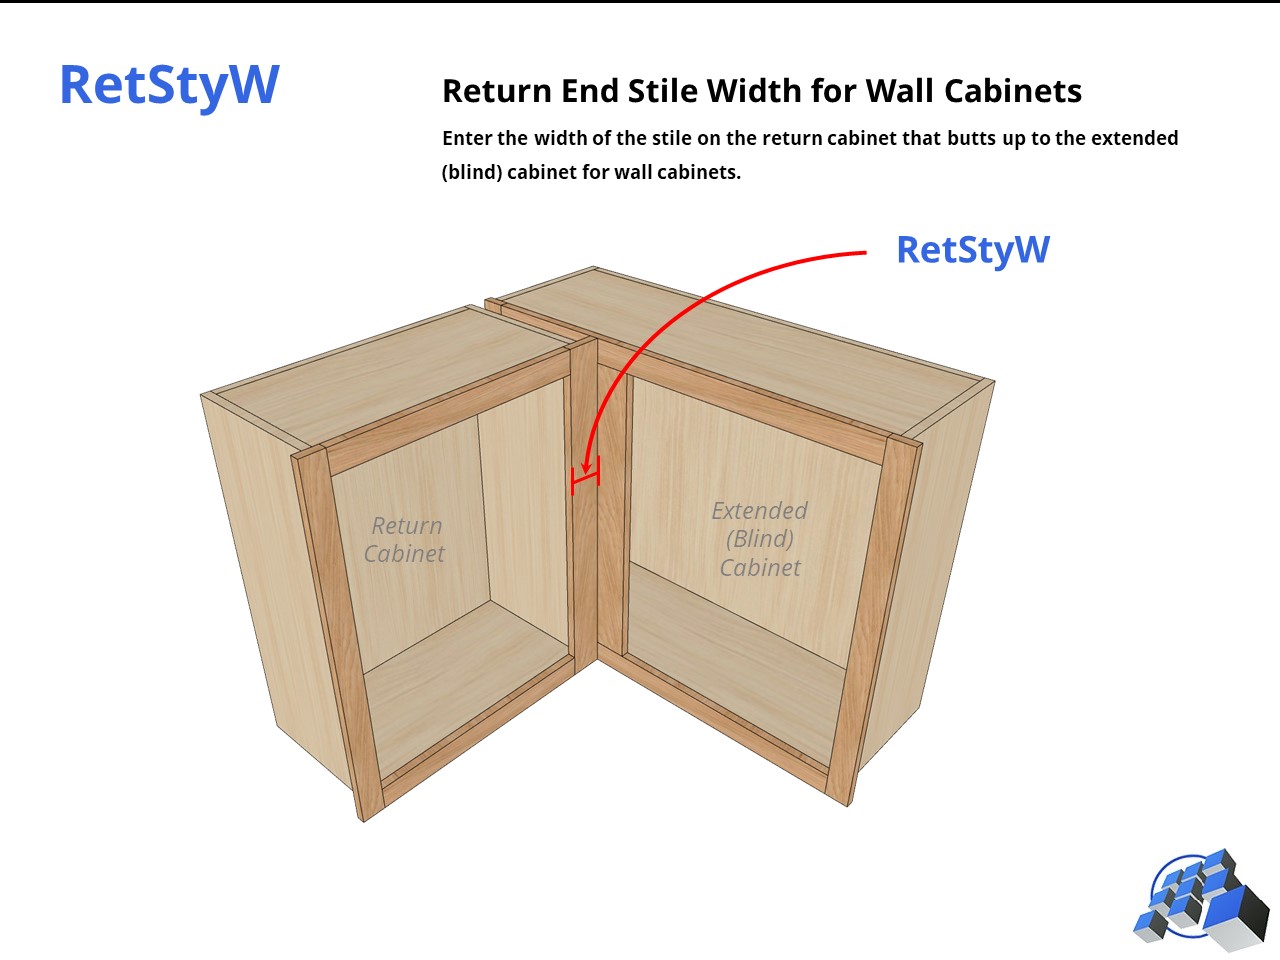 RetStyW
Return End Stile Width for Wall Cabinets
Enter the width of the stile on the return cabinet that butts up to the extended
(blind) cabinet for wall cabinets.
RetStyW
Return
Cabinet
Extended
(Blind)
Cabinet